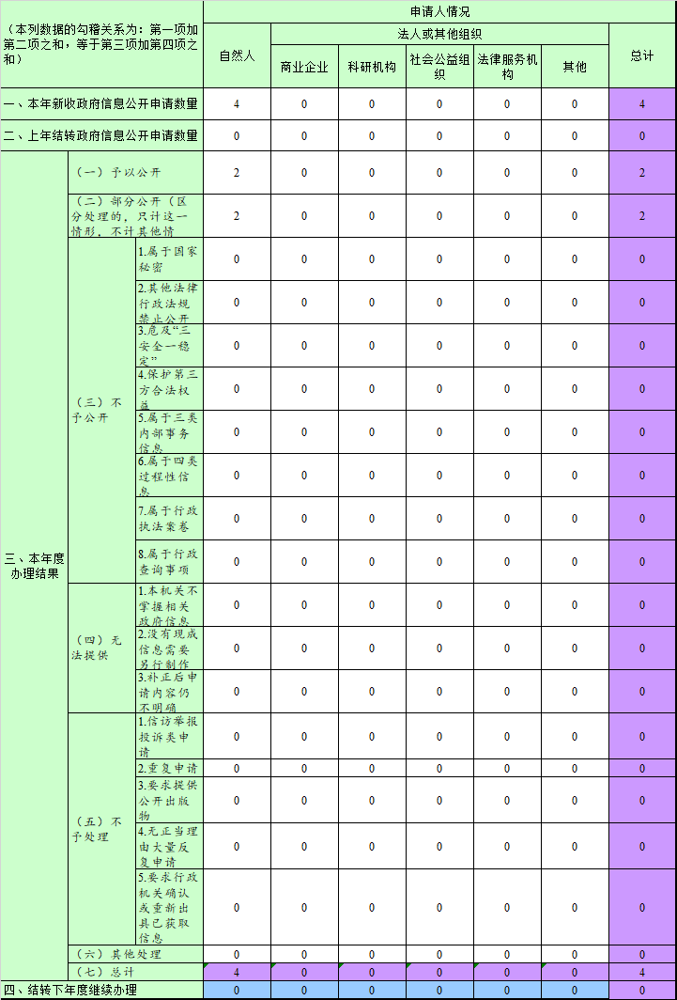 （本列数据的勾稽关系为：第一项加
第二项之和，等于第三项加第四项之
和）
申请人情况
自然人
法人或其他组织
总计
商业企业
科研机构
社会公益组
织
法律服务机
构
其他
一、本年新收政府信息公开申请数量 4 0 0 0 0 0 4
二、上年结转政府信息公开申请数量 0 0 0 0 0 0 0
三、本年度
办理结果
（一）予以公开 2 0 0 0 0 0 2
（二）部分公开（区
分处理的，只计这一
情形，不计其他情
2 0 0 0 0 0 2
（三）不
予公开
1.属于国家
秘密
0 0 0 0 0 0 0
2.其他法律
行政法规
禁止公开
0 0 0 0 0 0 0
3.危及“三
安全一稳
定”
0 0 0 0 0 0 0
4.保护第三
方合法权
益
0 0 0 0 0 0 0
5.属于三类
内部事务
信息
0 0 0 0 0 0 0
6.属于四类
过程性信
息
0 0 0 0 0 0 0
7.属于行政
执法案卷
0 0 0 0 0 0 0
8.属于行政
查询事项
0 0 0 0 0 0 0
（四）无
法提供
1.本机关不
掌握相关
政府信息
0 0 0 0 0 0 0
2.没有现成
信息需要
另行制作
0 0 0 0 0 0 0
3.补正后申
请内容仍
不明确
0 0 0 0 0 0 0
（五）不
予处理
1.信访举报
投诉类申
请
0 0 0 0 0 0 0
2.重复申请 0 0 0 0 0 0 0
3.要求提供
公开出版
物
0 0 0 0 0 0 0
4.无正当理
由大量反
复申请
0 0 0 0 0 0 0
5.要求行政
机关确认
或重新出
具已获取
信息
0 0 0 0 0 0 0
（六）其他处理 0 0 0 0 0 0 0
（七）总计 4 0 0 0 0 0 4
四、结转下年度继续办理 0 0 0 0 0 0 0